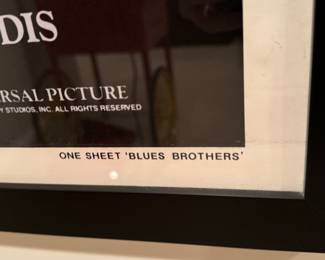 DIS
RSAL PICTURE
Y STUDIOS, INC. ALL RIGHTS RESERVED
ONE SHEET 'BLUES BROTHERS'